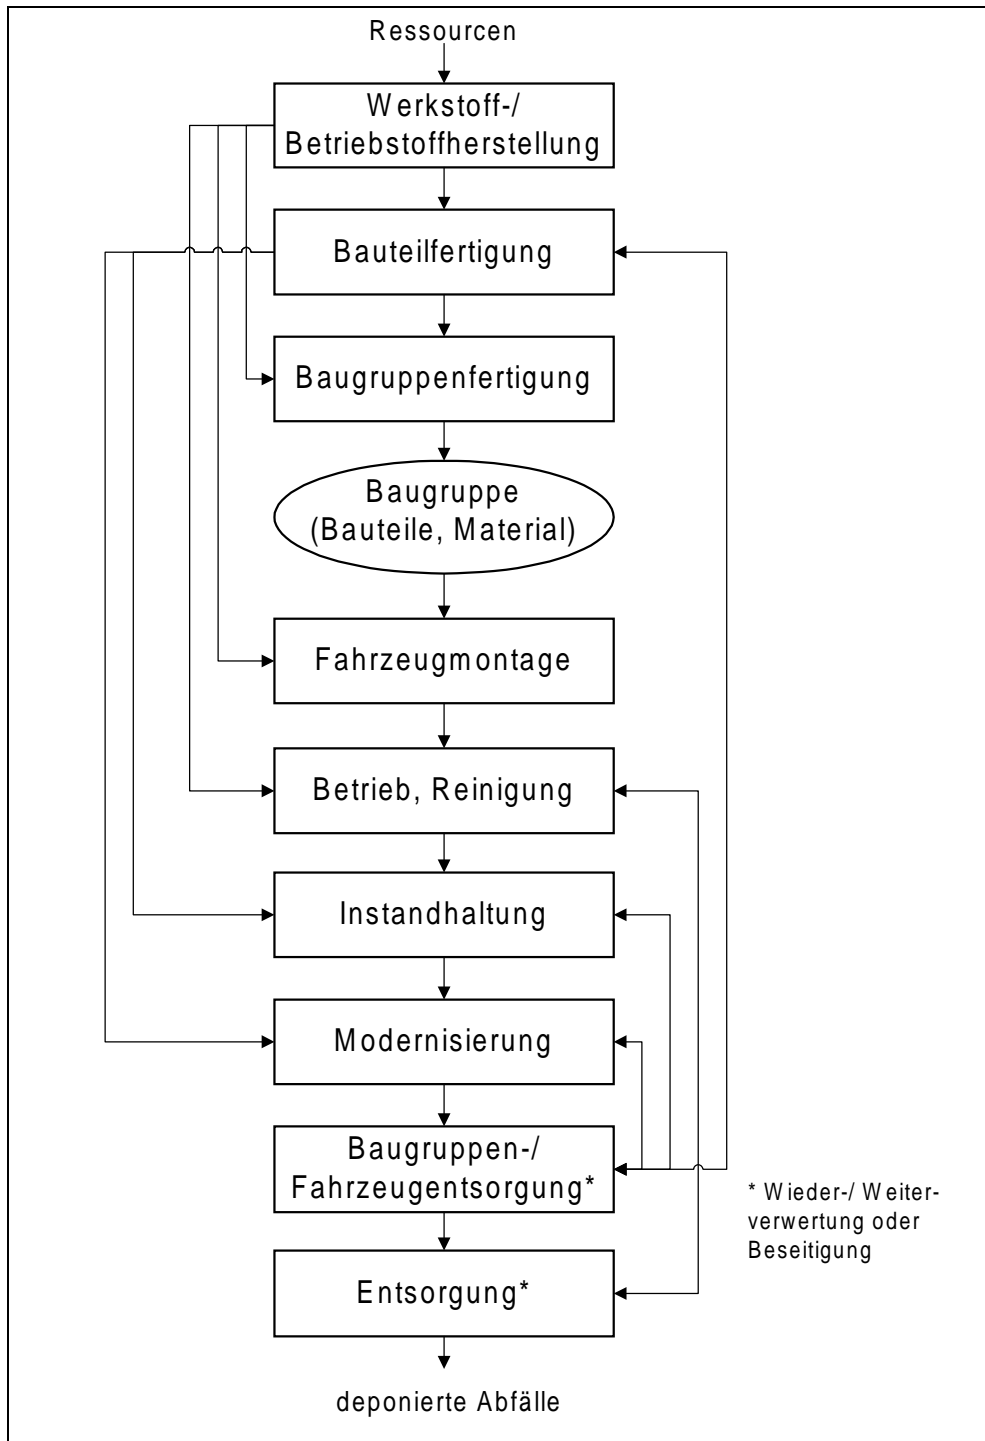 Ressourcen
Werkstoff-/
Betriebstoffherstellung
Bauteilfertigung
Baugruppenfertigung
Baugruppe
(Bauteile, Material)
Fahrzeugmontage
Betrieb, Reinigung
Instandhaltung
Modernisierung
Baugruppen-/
Fahrzeugentsorgung*
* Wieder-/ Weiter-
verwertung oder
Beseitigung
Entsorgung*
deponierte Abfälle